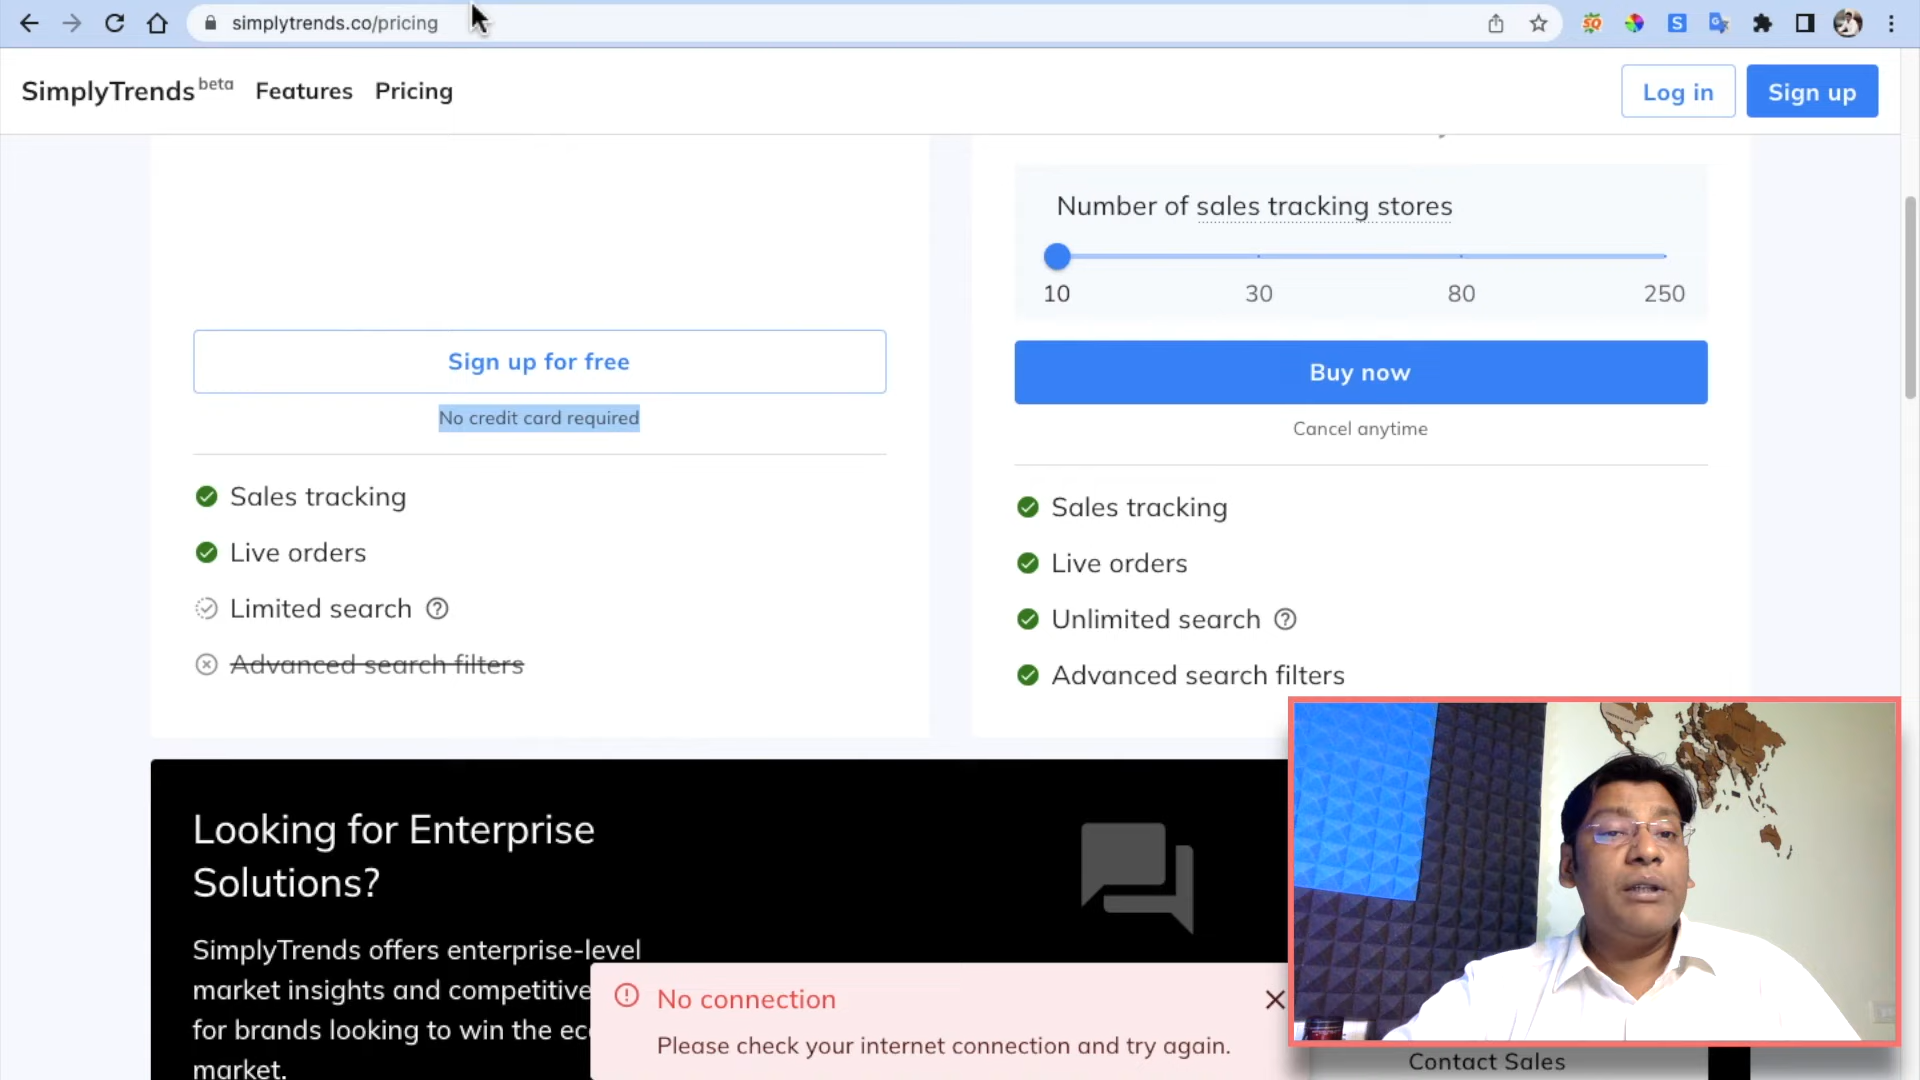 simplytrends.co/pricing
SimplyTrends beta
Features
Pricing
Log in
Sign up
Number of sales tracking stores
10
30
80
250
Sign up for free
No credit card required
Sales tracking
Live orders
Limited search
Advanced search filters
Buy now
Cancel anytime
Sales tracking
Live orders
Unlimited search
Advanced search filters
Looking for Enterprise
Solutions?
SimplyTrends offers enterprise-level
market insights and competitive
for brands looking to win the
market.
No connection
Please check your internet connection and try again.
Contact Sales